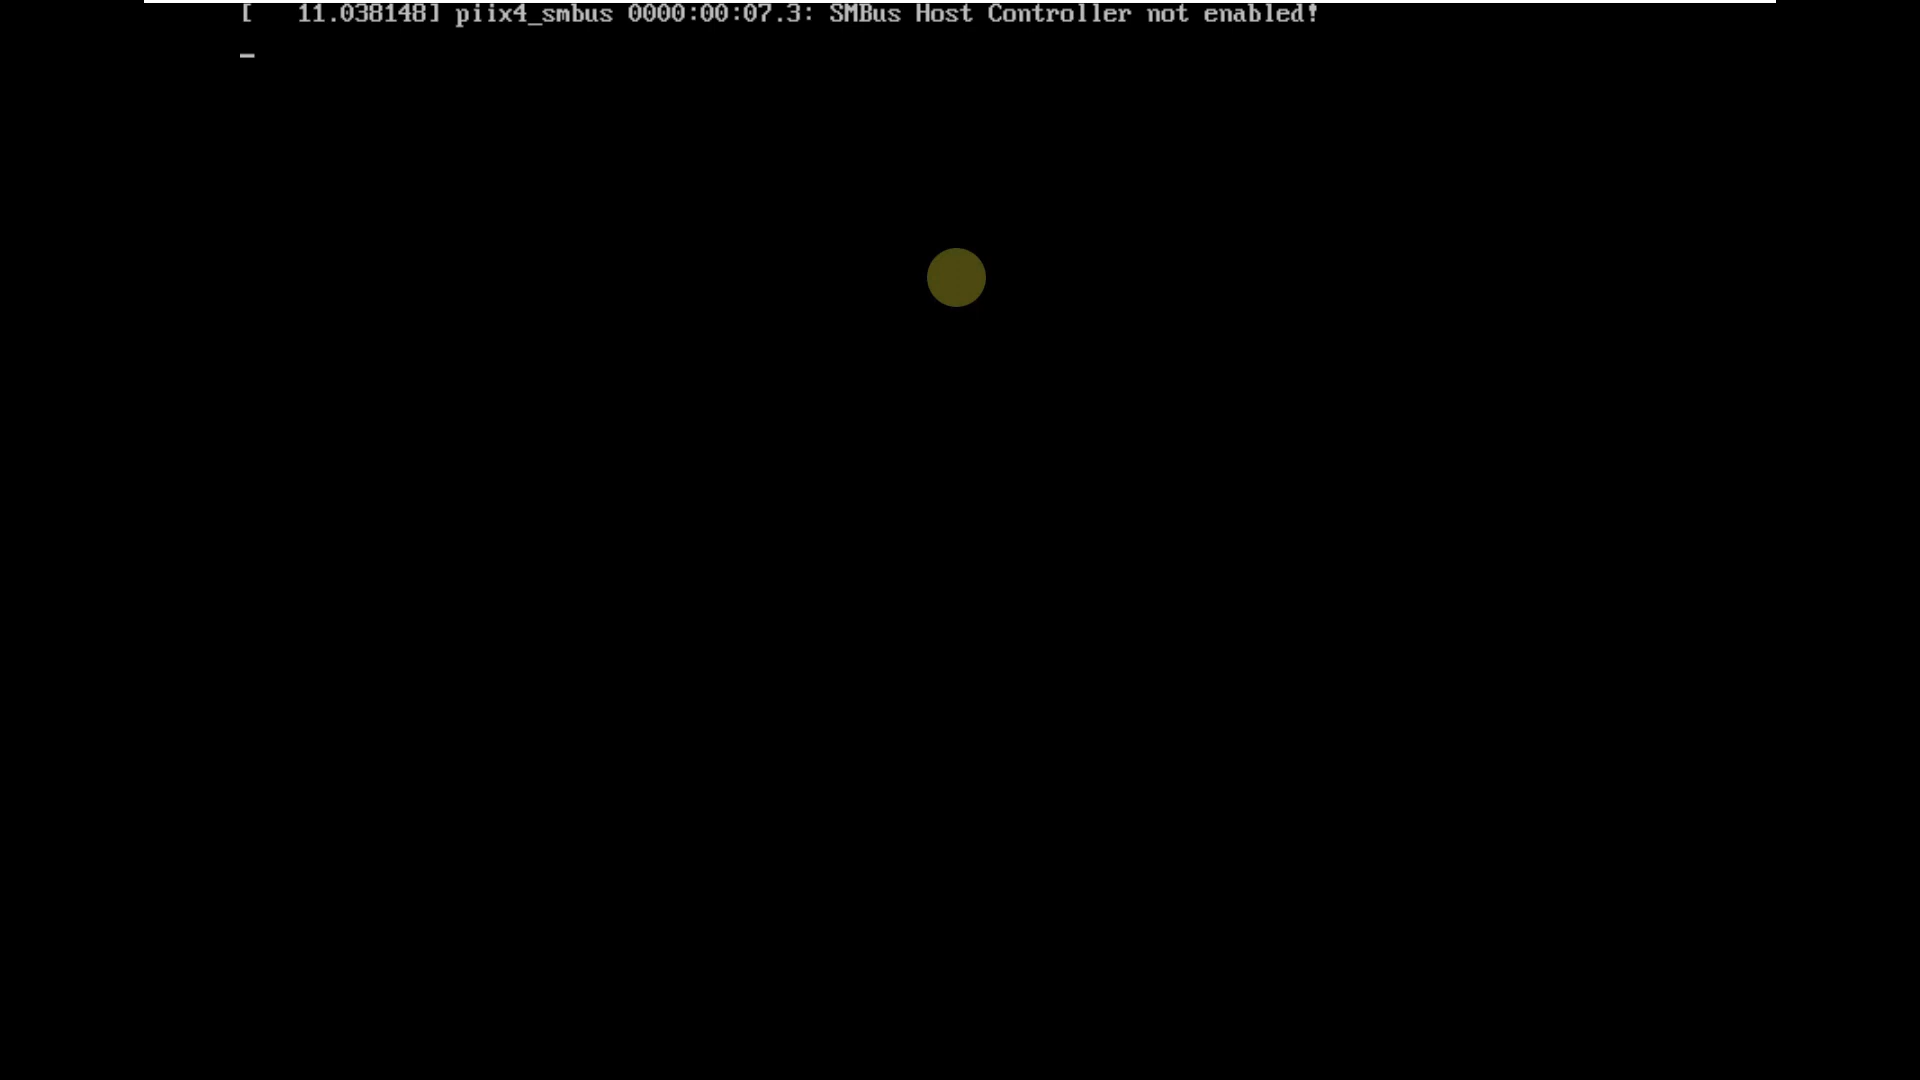 [   11.038148] piix4_smbus 0000:00:07.3: SMBus Host Controller not enabled!